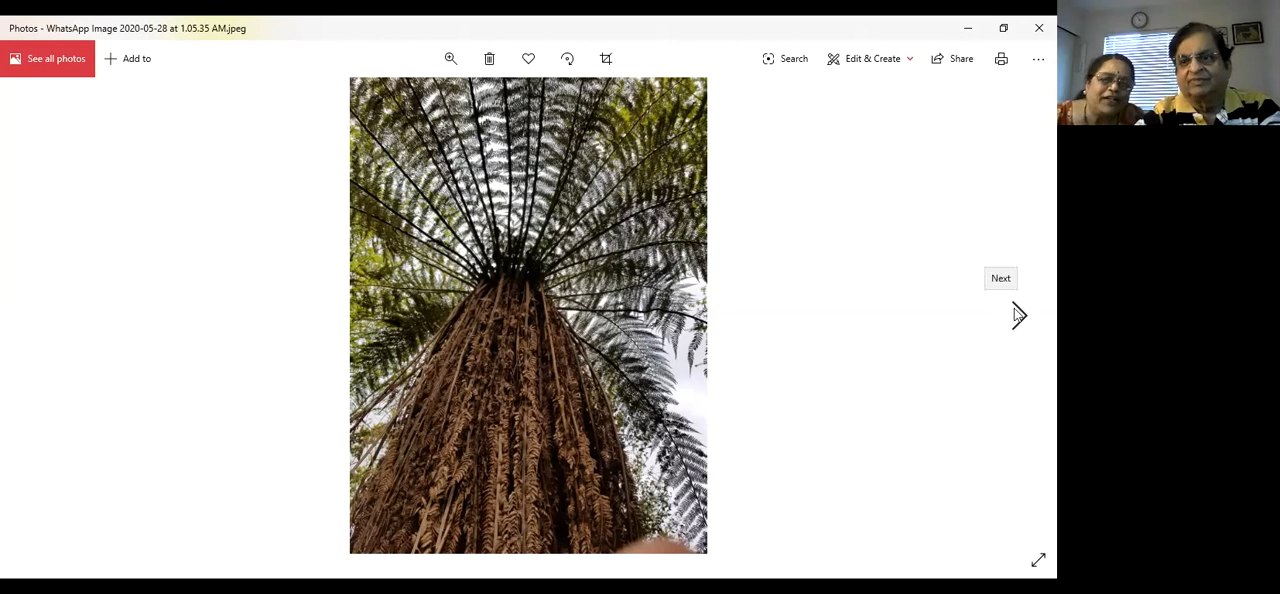 Photos - WhatsApp Image 2020-05-28 at 1.05.35 AM.jpeg
See all photos
Add to
Search
Edit & Create
Share
Next